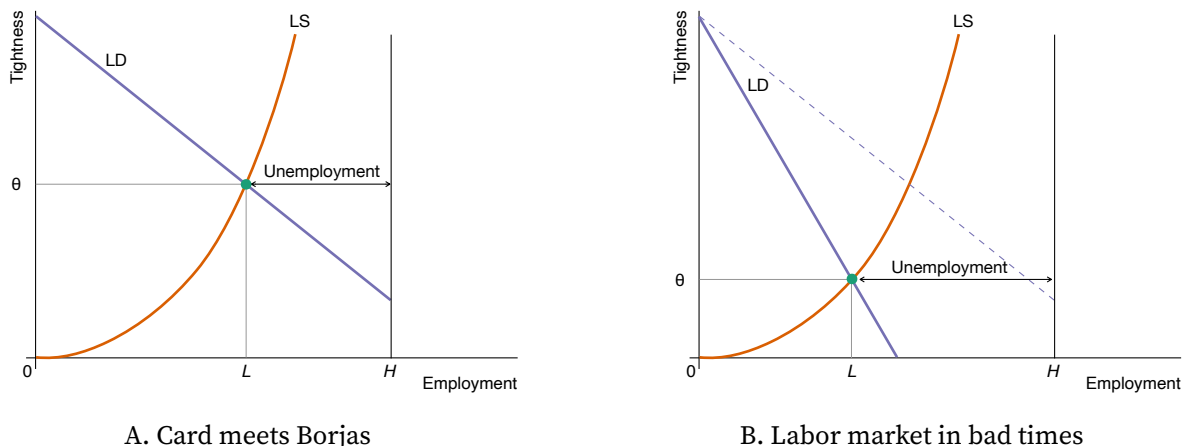 Tightness
LS
LD
Unemployment
θ
0
L
H
Employment
A. Card meets Borjas
Tightness
LS
LD
Unemployment
θ
0
L
H
Employment
B. Labor market in bad times